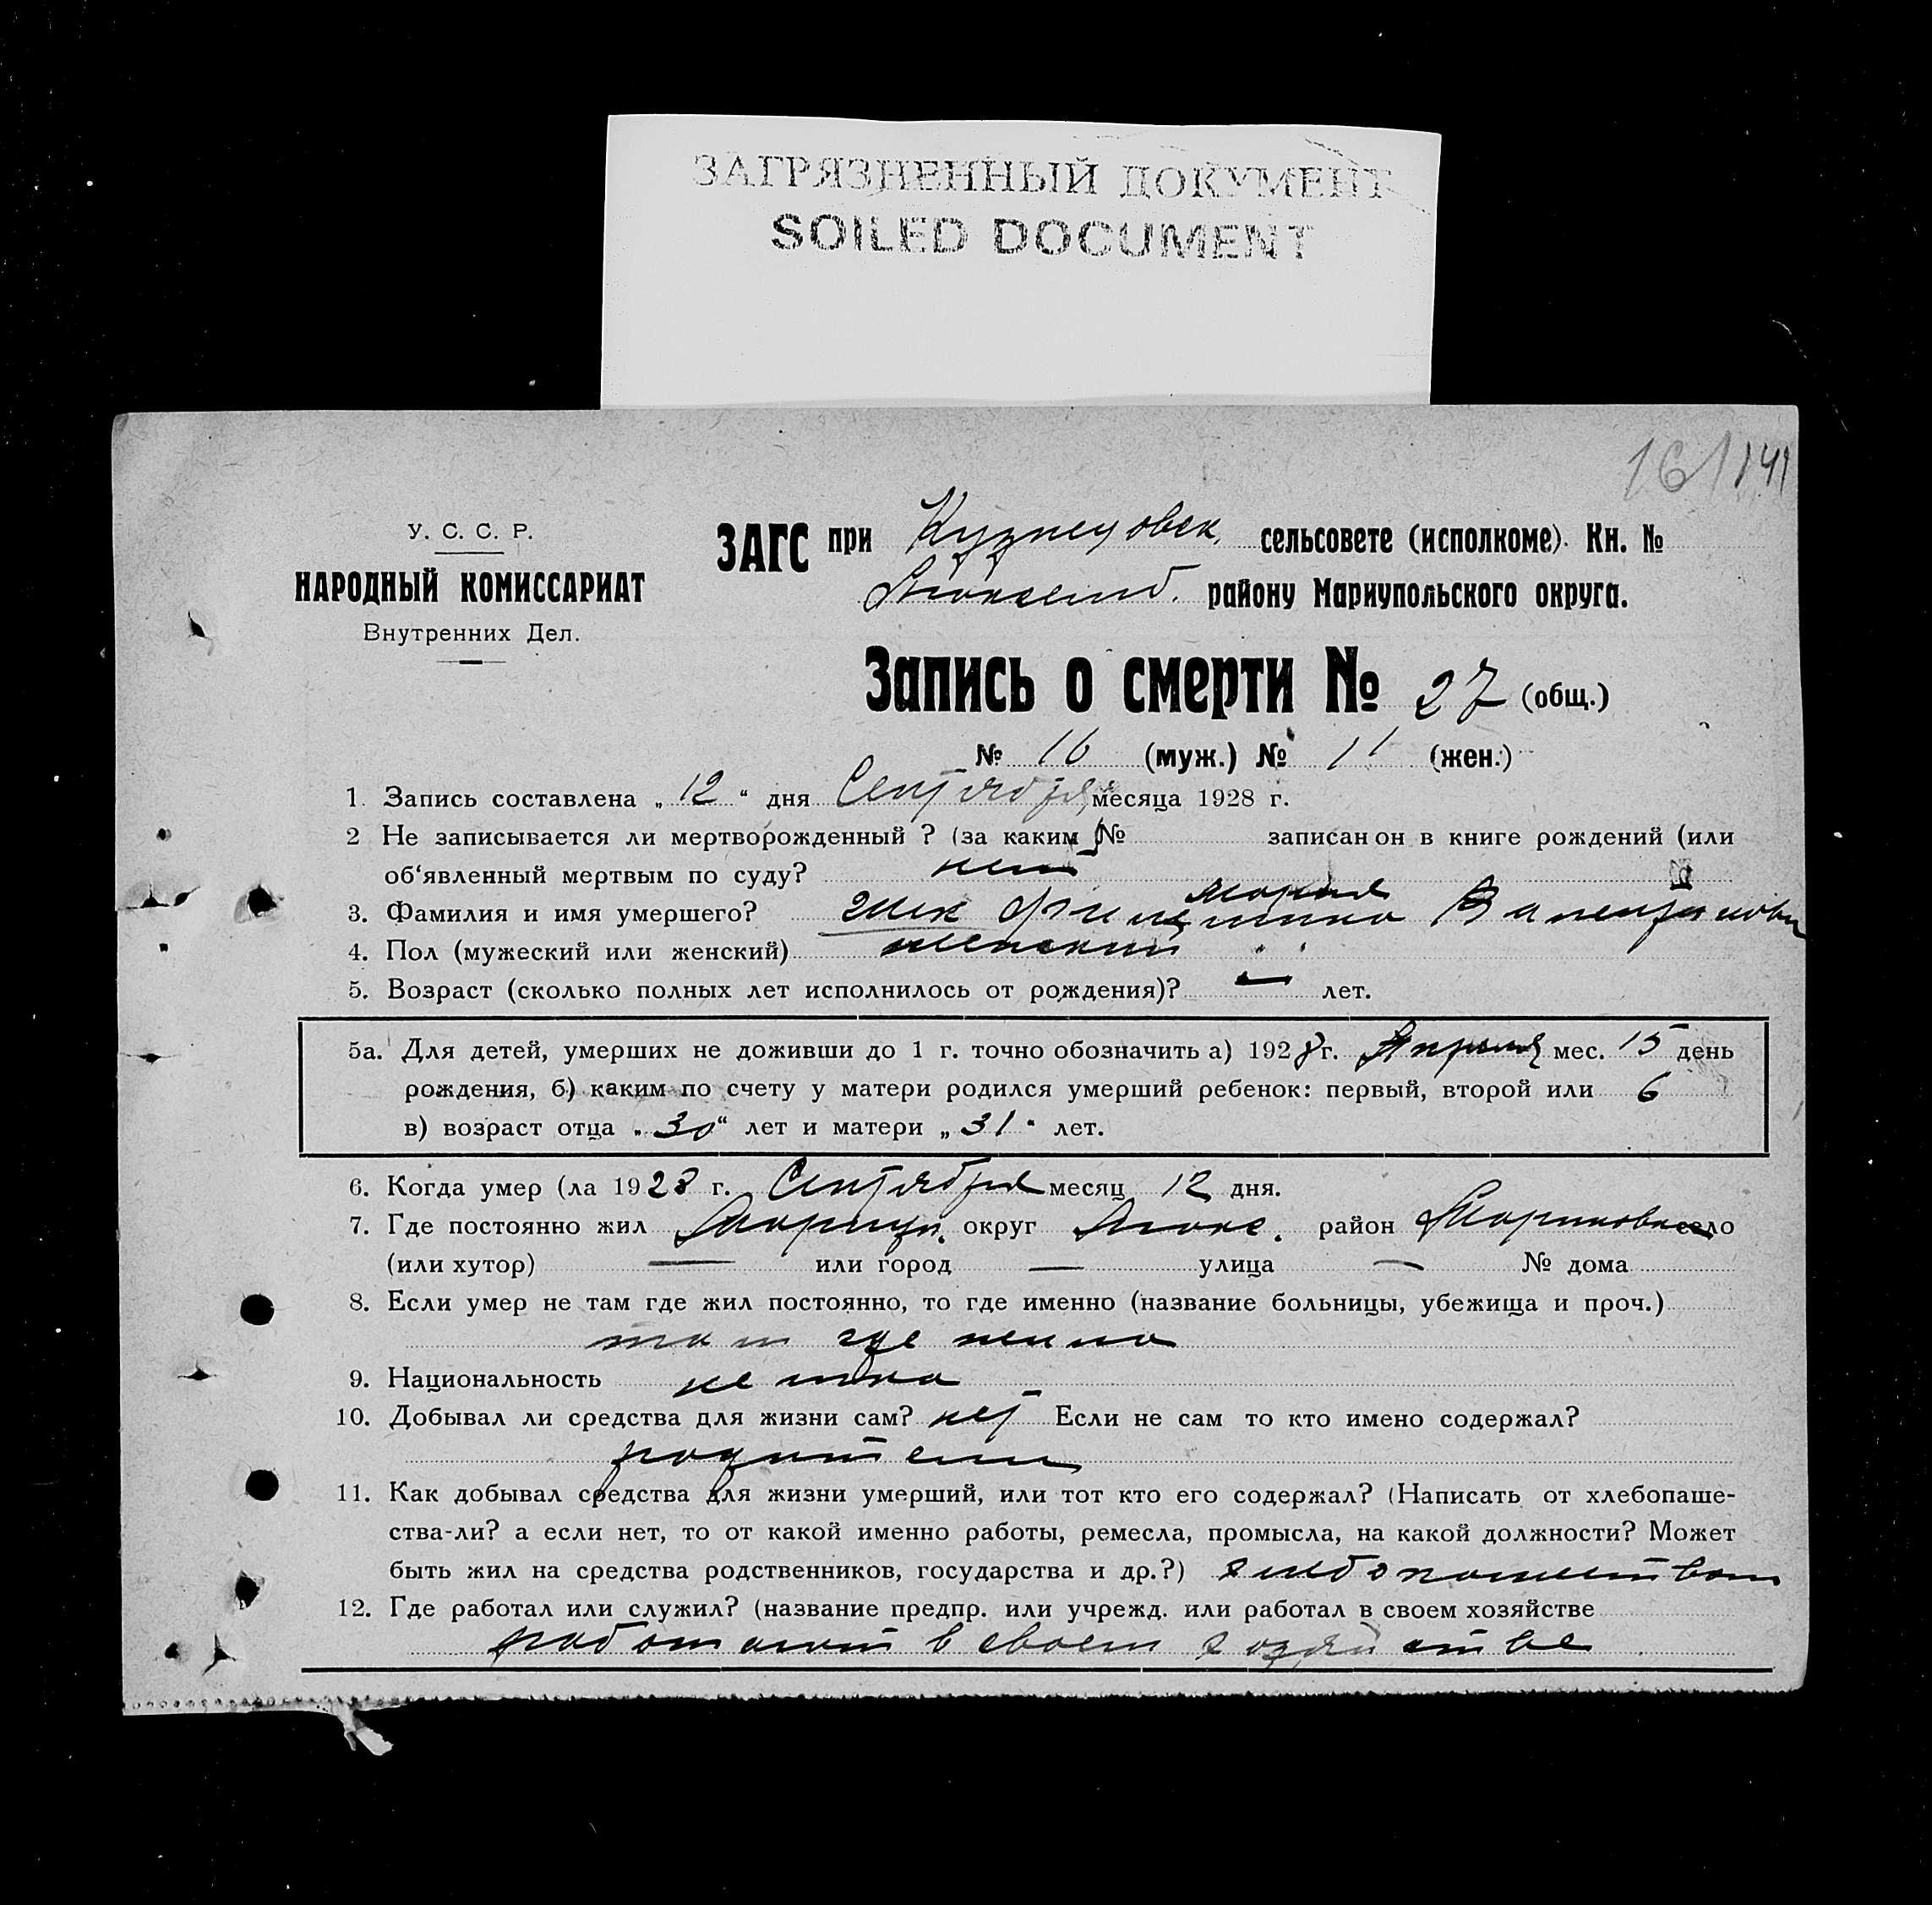 ЗАГРЯЗНЕННЫЙ ДОКУМЕНТ
SOILED DOCUMENT
161 141
У. С. С. Р.
НАРОДНЫЙ КОМИССАРИАТ
Внутренних Дел.
ЗАГС при Кузнецовск. сельсовете (исполкоме). Кн. №
району Мариупольского округа.
Запись о смерти № 27 (общ.)
№ 16 (муж.) № 11 (жен.)
1. Запись составлена „ 12 “ дня Сентября месяца 1928 г.
2 Не записывается ли мертворожденный ? (за каким № записан он в книге рождений (или
об‘явленный мертвым по суду? нет
3. Фамилия и имя умершего?
4. Пол (мужеский или женский) женский
5. Возраст (сколько полных лет исполнилось от рождения)? — лет.
5а. Для детей, умерших не доживши до 1 г. точно обозначить а) 1928 г. Апреля мес. 15 день
рождения, б) каким по счету у матери родился умерший ребенок: первый, второй или 6
в) возраст отца „ 30 “ лет и матери „ 31 “ лет.
6. Когда умер (ла 1928 г. Сентября месяц 12 дня.
7. Где постоянно жил Мариуп. округ Люкс. район село
(или хутор) — или город — улица — № дома
8. Если умер не там где жил постоянно, то где именно (название больницы, убежища и проч.)
там где жила
9. Национальность немка
10. Добывал ли средства для жизни сам? нет Если не сам то кто имено содержал?
родители
11. Как добывал средства для жизни умерший, или тот кто его содержал? (Написать от хлебопаше-
ства-ли? а если нет, то от какой именно работы, ремесла, промысла, на какой должности? Может
быть жил на средства родственников, государства и др.?) хлебопашеством
12. Где работал или служил? (название предпр. или учрежд. или работал в своем хозяйстве
работают в своем хозяйстве